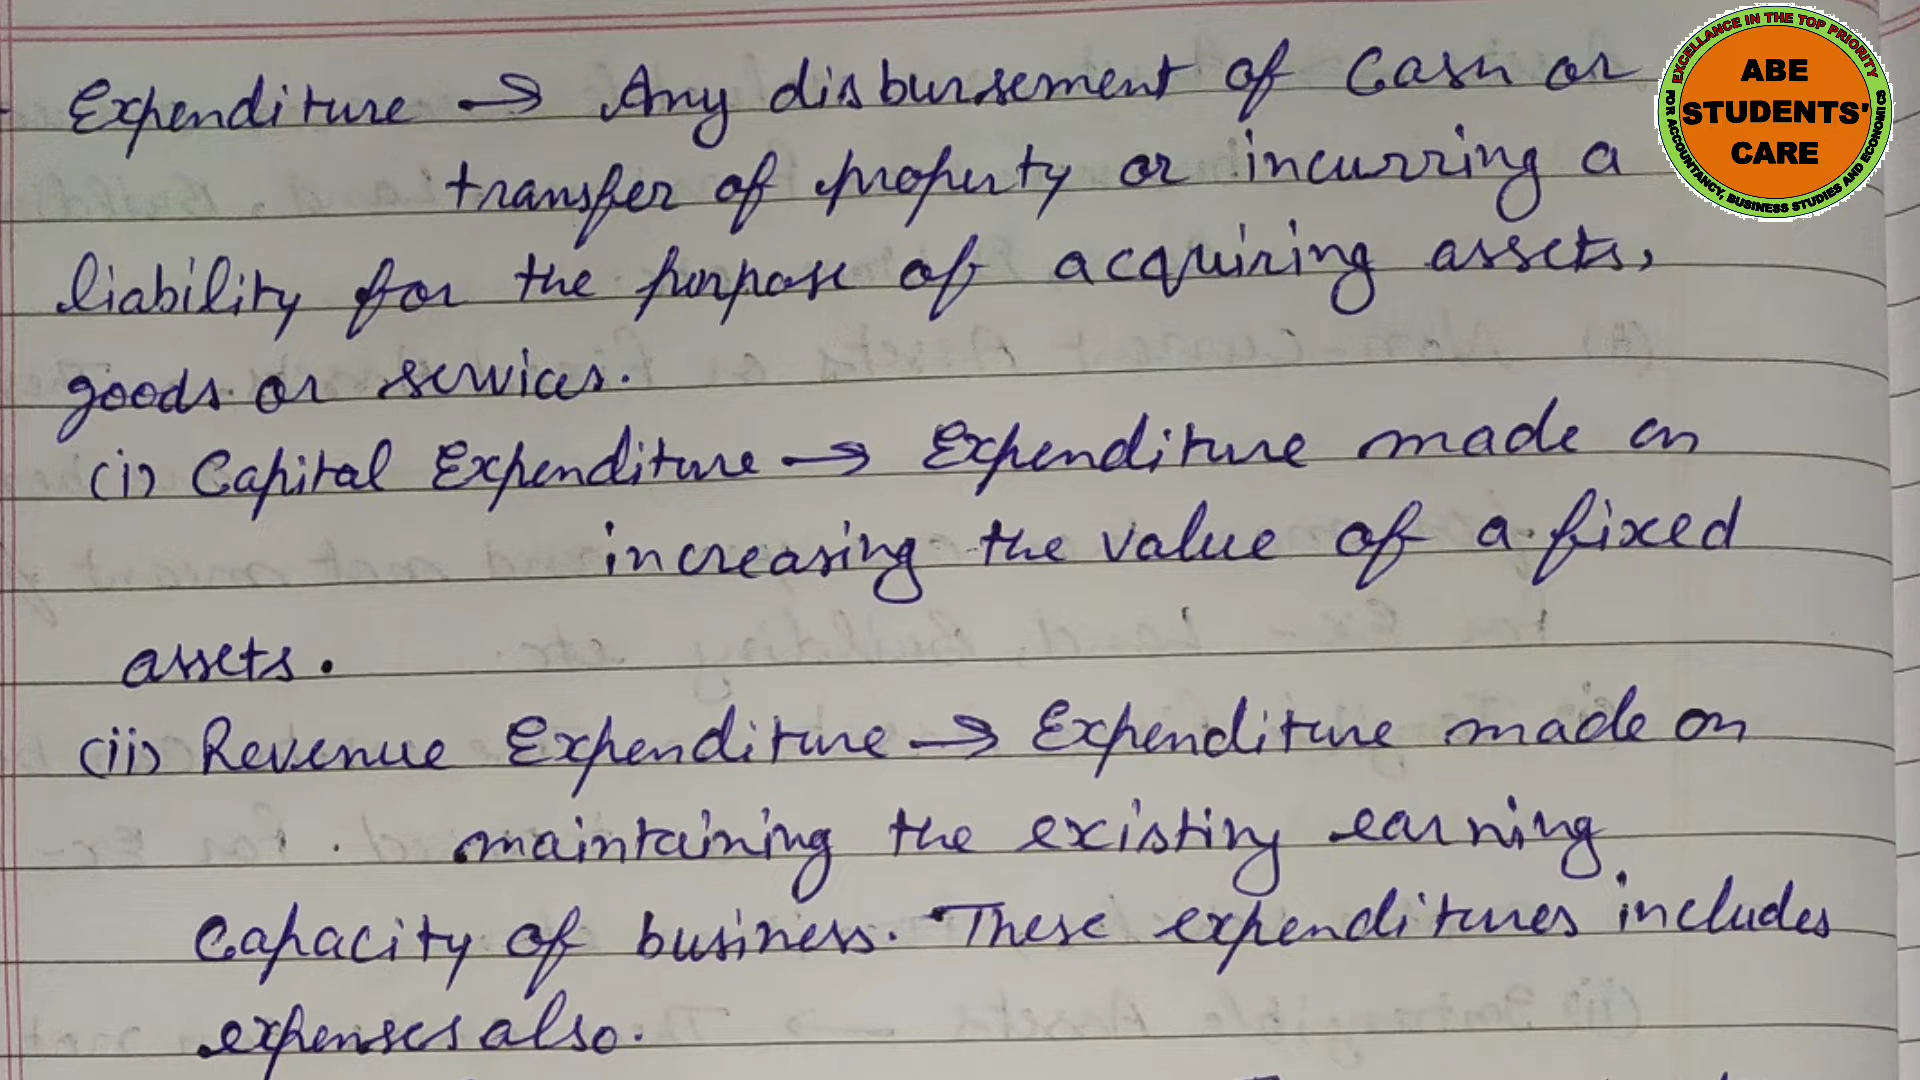 Expenditure → Any disbursement of Cash or
transfer of property or incurring a
liability for the purpose of acquiring assets,
goods or services.
(i) Capital Expenditure → Expenditure made on
increasing the value of a fixed
assets.
(ii) Revenue Expenditure → Expenditure made on
maintaining the existing earning
Capacity of business. These expenditures includes
expenses also.
EXCELLANCE IN THE TOP PRIORITY
ABE
STUDENTS'
CARE
FOR ACCOUNTANCY, BUSINESS STUDIES AND ECONOMICS